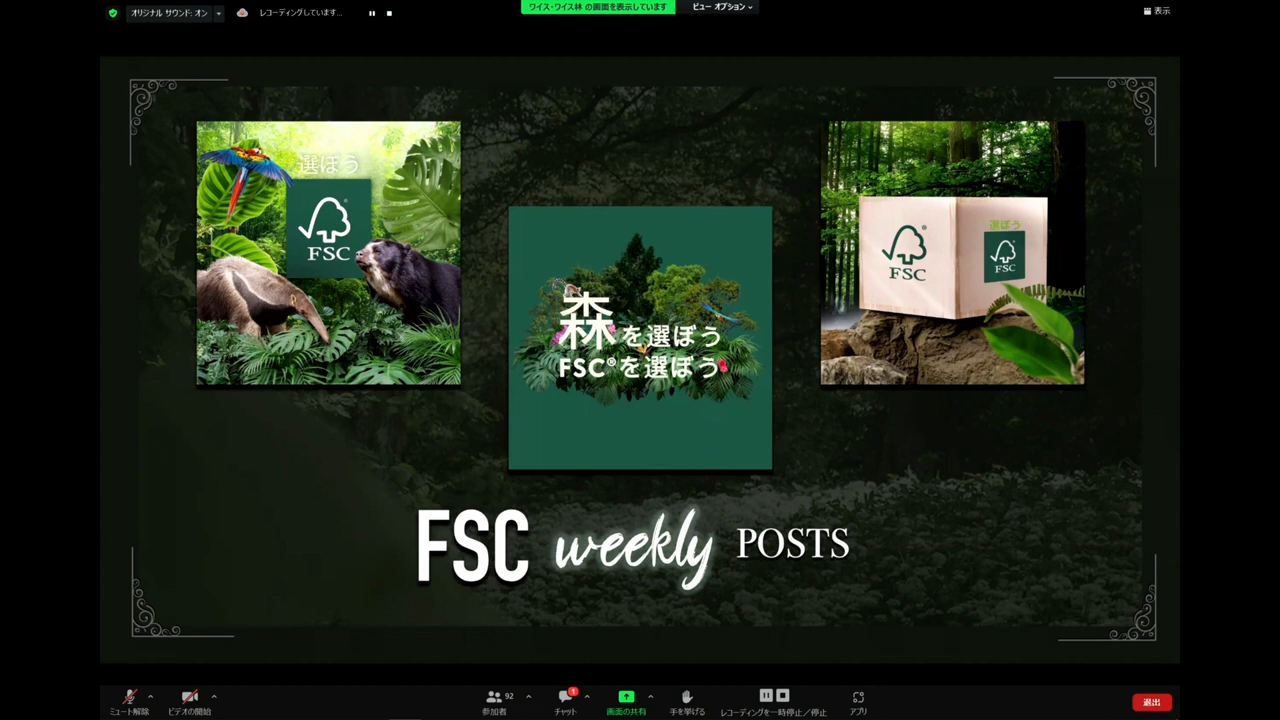 オリジナル サウンド: オン
レコーディングしています...
ワイス・ワイス林 の画面を表示しています
ビュー オプション
表示
選ぼう
FSC
森を選ぼう
FSC®を選ぼう
FSC
選ぼう
FSC
FSC weekly POSTS
ミュート解除
ビデオの開始
92
参加者
1
チャット
画面の共有
手を挙げる
レコーディングを一時停止/停止
アプリ
退出